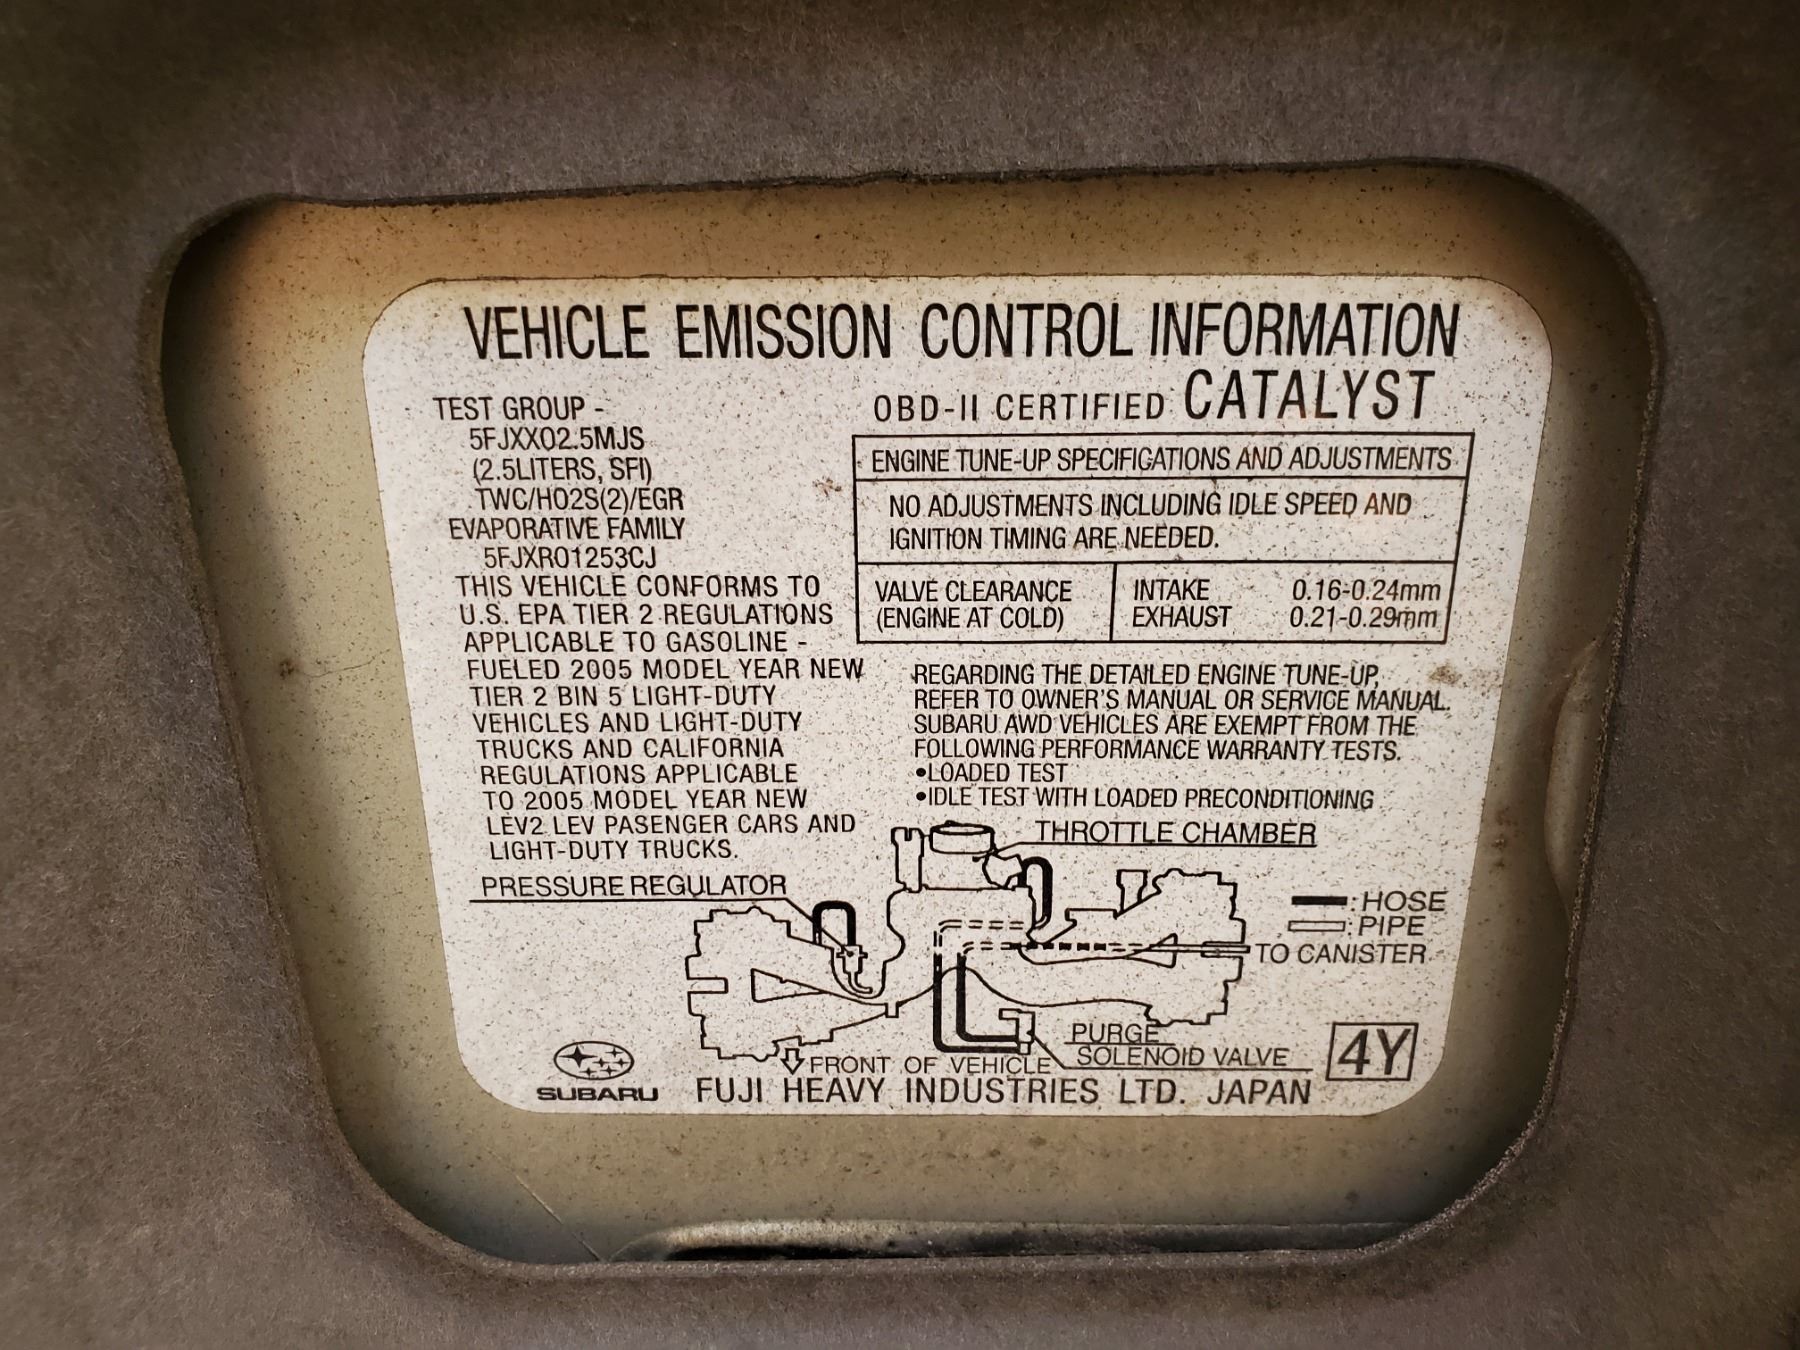 VEHICLE EMISSION CONTROL INFORMATION
OBD-II CERTIFIED CATALYST
TEST GROUP -
5FJXX02.5MJS
(2.5LITERS, SFI)
TWC/HO2S(2)/EGR
EVAPORATIVE FAMILY
5FJXR01253CJ
THIS VEHICLE CONFORMS TO
U.S. EPA TIER 2 REGULATIONS
APPLICABLE TO GASOLINE -
FUELED 2005 MODEL YEAR NEW
TIER 2 BIN 5 LIGHT-DUTY
VEHICLES AND LIGHT-DUTY
TRUCKS AND CALIFORNIA
REGULATIONS APPLICABLE
TO 2005 MODEL YEAR NEW
LEV2 LEV PASENGER CARS AND
LIGHT-DUTY TRUCKS.
ENGINE TUNE-UP SPECIFIGATIONS AND ADJUSTMENTS
NO ADJUSTMENTS INCLUDING IDLE SPEED AND
IGNITION TIMING ARE NEEDED.
VALVE CLEARANCE
(ENGINE AT COLD)
INTAKE 0.16-0.24mm
EXHAUST 0.21-0.29mm
REGARDING THE DETAILED ENGINE TUNE-UP,
REFER TO OWNER'S MANUAL OR SERVICE MANUAL.
SUBARU AWD VEHICLES ARE EXEMPT FROM THE
FOLLOWING PERFORMANCE WARRANTY TESTS.
•LOADED TEST
•IDLE TEST WITH LOADED PRECONDITIONING
THROTTLE CHAMBER
PRESSURE REGULATOR
:HOSE
:PIPE
TO CANISTER
PURGE
SOLENOID VALVE
FRONT OF VEHICLE
4Y
SUBARU
FUJI HEAVY INDUSTRIES LTD. JAPAN